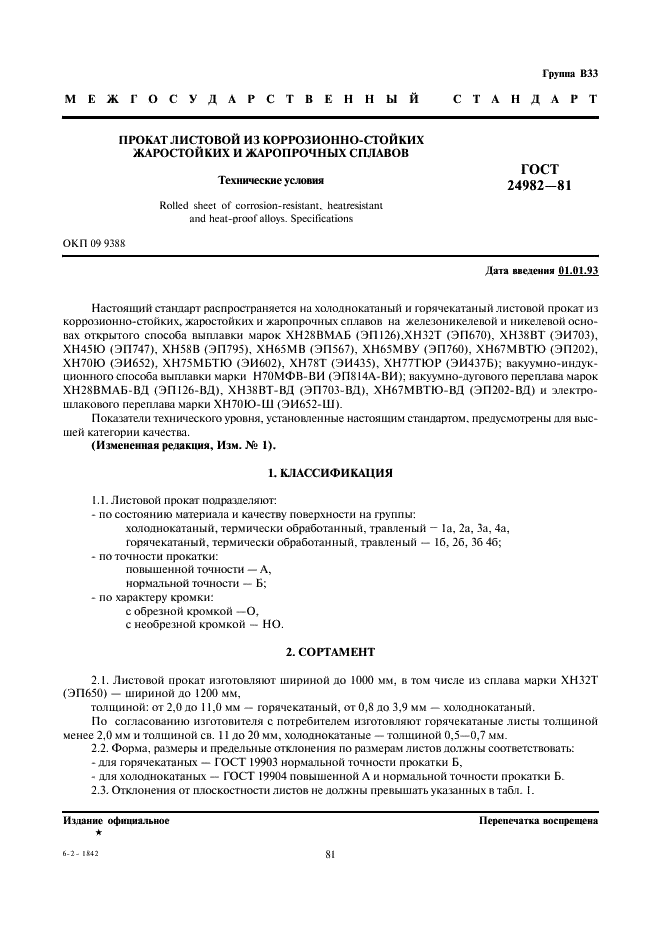 Группа В33
МЕЖГОСУДАРСТВЕННЫЙ СТАНДАРТ
ПРОКАТ ЛИСТОВОЙ ИЗ КОРРОЗИОННО-СТОЙКИХ
ЖАРОСТОЙКИХ И ЖАРОПРОЧНЫХ СПЛАВОВ
Технические условия
Rolled sheet of corrosion-resistant, heatresistant
and heat-proof alloys. Specifications
ГОСТ
24982—81
ОКП 09 9388
Дата введения 01.01.93
Настоящий стандарт распространяется на холоднокатаный и горячекатаный листовой прокат из
коррозионно-стойких, жаростойких и жаропрочных сплавов на железоникелевой и никелевой осно-
вах открытого способа выплавки марок ХН28ВМАБ (ЭП126),ХН32Т (ЭП670), ХН38ВТ (ЭИ703),
ХН45Ю (ЭП747), ХН58В (ЭП795), ХН65МВ (ЭП567), ХН65МВУ (ЭП760), ХН67МВТЮ (ЭП202),
ХН70Ю (ЭИ652), ХН75МБТЮ (ЭИ602), ХН78Т (ЭИ435), ХН77ТЮР (ЭИ437Б); вакуумно-индук-
ционного способа выплавки марки Н70МФВ-ВИ (ЭП814А-ВИ); вакуумно-дугового переплава марок
ХН28ВМАБ-ВД (ЭП126-ВД), ХН38ВТ-ВД (ЭП703-ВД), ХН67МВТЮ-ВД (ЭП202-ВД) и электро-
шлакового переплава марки ХН70Ю-Ш (ЭИ652-Ш).
Показатели технического уровня, установленные настоящим стандартом, предусмотрены для выс-
шей категории качества.
(Измененная редакция, Изм. № 1).
1. КЛАССИФИКАЦИЯ
1.1. Листовой прокат подразделяют:
- по состоянию материала и качеству поверхности на группы:
холоднокатаный, термически обработанный, травленый — 1а, 2а, 3а, 4а,
горячекатаный, термически обработанный, травленый — 1б, 2б, 3б 4б;
- по точности прокатки:
повышенной точности — А,
нормальной точности — Б;
- по характеру кромки:
с обрезной кромкой —О,
с необрезной кромкой — НО.
2. СОРТАМЕНТ
2.1. Листовой прокат изготовляют шириной до 1000 мм, в том числе из сплава марки ХН32Т
(ЭП650) — шириной до 1200 мм,
толщиной: от 2,0 до 11,0 мм — горячекатаный, от 0,8 до 3,9 мм — холоднокатаный.
По согласованию изготовителя с потребителем изготовляют горячекатаные листы толщиной
менее 2,0 мм и толщиной св. 11 до 20 мм, холоднокатаные — толщиной 0,5—0,7 мм.
2.2. Форма, размеры и предельные отклонения по размерам листов должны соответствовать:
- для горячекатаных — ГОСТ 19903 нормальной точности прокатки Б,
- для холоднокатаных — ГОСТ 19904 повышенной А и нормальной точности прокатки Б.
2.3. Отклонения от плоскостности листов не должны превышать указанных в табл. 1.
Издание официальное
Перепечатка воспрещена
★
6-2-1842
81